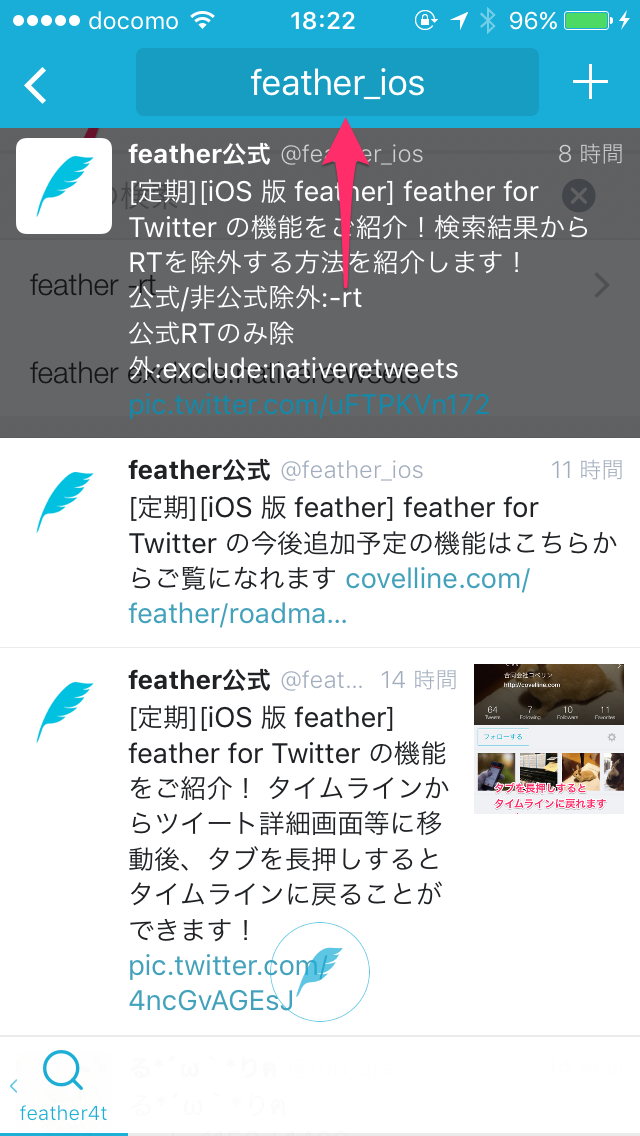 docomo 18:22 96%
feather_ios
feather公式 @feather_ios 8 時間
[定期][iOS 版 feather] feather for
Twitter の機能をご紹介！検索結果から
RTを除外する方法を紹介します！
feather -rt
公式/非公式除外:-rt
公式RTのみ除
外:exclude:nativeretweets
feather exclude:nativeretweets
pic.twitter.com/uFTPKVn172
feather公式 @feather_ios 11 時間
[定期][iOS 版 feather] feather for
Twitter の今後追加予定の機能はこちらか
らご覧になれます covelline.com/
feather/roadma...
feather公式 @feat... 14 時間
[定期][iOS 版 feather]
feather for Twitter の機能
をご紹介！ タイムラインか
らツイート詳細画面等に移
動後、タブを長押しすると
タイムラインに戻ることが
できます！
pic.twitter.com/
4ncGvAGEsJ
合同会社コベリン
http://covelline.com
64 7 10 11
Tweets Following Followers Favorites
フォローする
タブを長押しすると
タイムラインに戻れます
feather4t